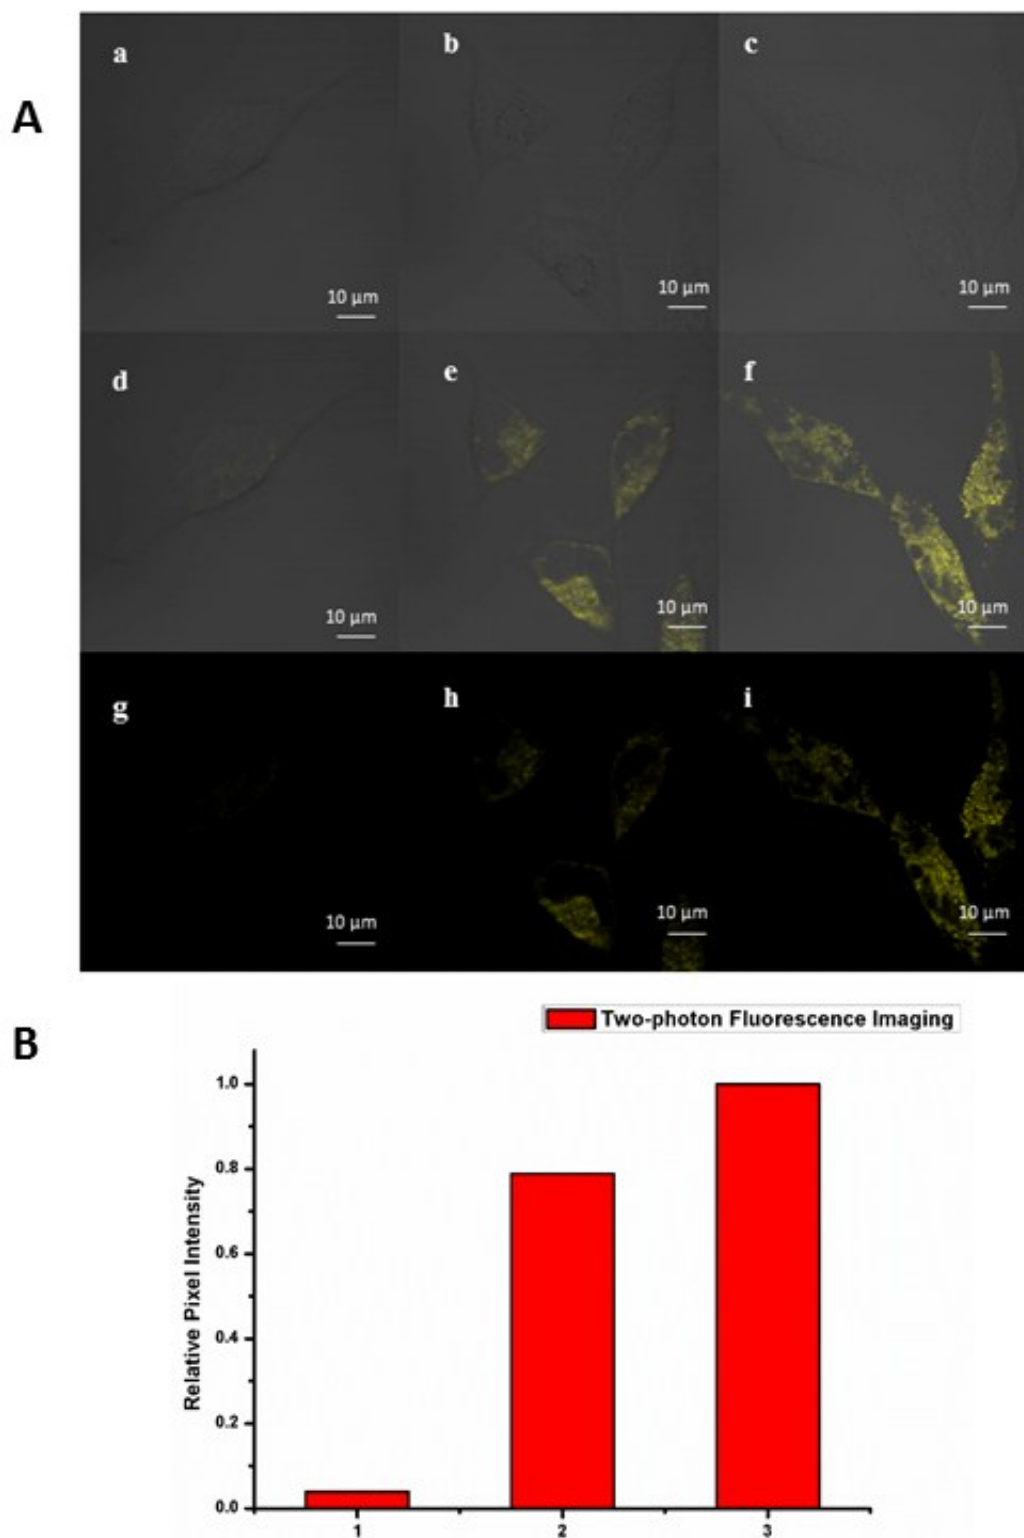 A
a
b
c
10 µm
10 µm
10 µm
d
e
f
10 µm
10 µm
10 µm
g
h
i
10 µm
10 µm
10 µm
B
Two-photon Fluorescence Imaging
Relative Pixel Intensity
1.0
0.8
0.6
0.4
0.2
0.0
1
2
3